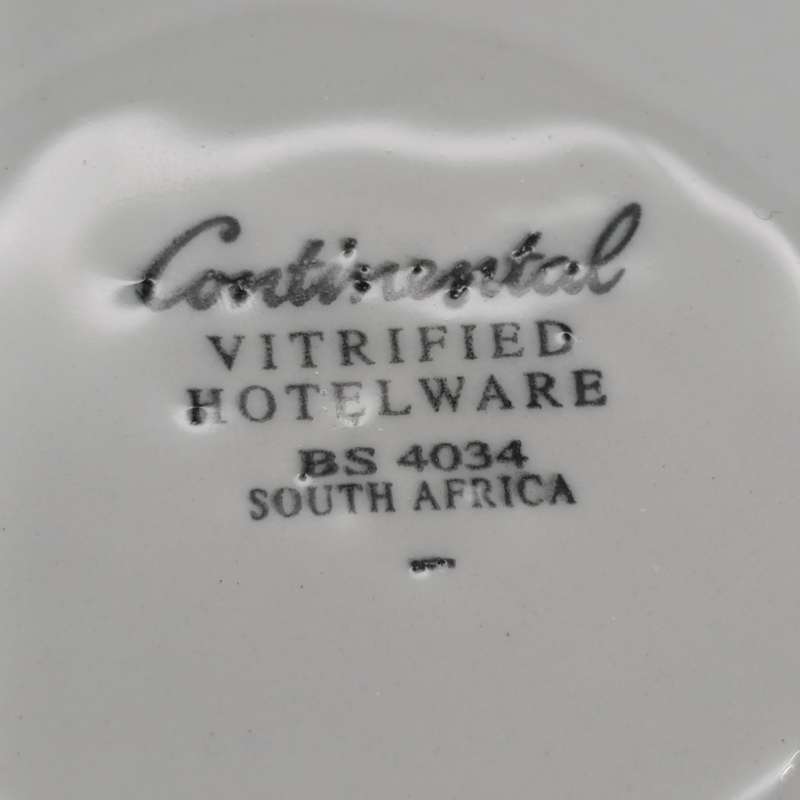 Continental
VITRIFIED
HOTELWARE
BS 4034
SOUTH AFRICA